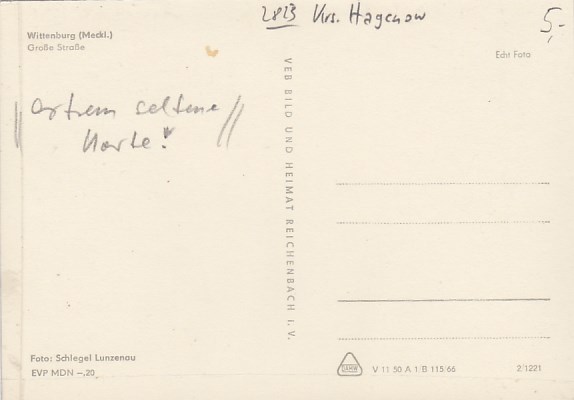 2823 Krs. Hagenow
5,-
Wittenburg (Meckl.)
Große Straße
Echt Foto
extrem seltene
Karte!
VEB BILD UND HEIMAT REICHENBACH I. V.
Foto: Schlegel Lunzenau
EVP MDN –,20
V 11 50 A 1/B 115 66
2/1221